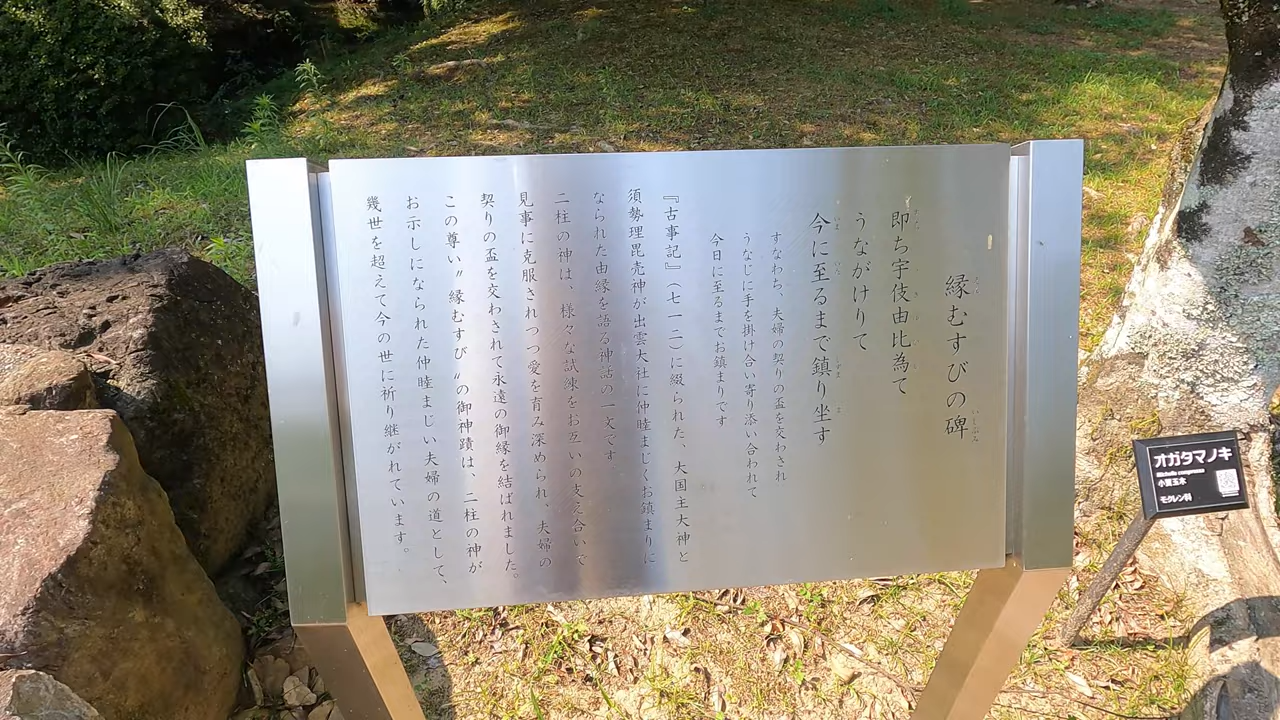 縁むすびの碑
即ち宇伎由比為て
うながけりて
今に至るまで鎮り坐す
すなわち、夫婦の契りの盃を交わされ
うなじに手を掛け合い寄り添い合われて
今日に至るまでお鎮まりです
『古事記』(七一二)に綴られた、大国主大神と
須勢理毘売神が出雲大社に仲睦まじくお鎮まりに
なられた由縁を語る神話の一文です
二柱の神は、様々な試練をお互いの支え合いで
見事に克服されつつ愛を育み深められ、夫婦の
契りの盃を交わされて永遠の御縁を結ばれました。
この尊い〝縁むすび〟の御神蹟は、二柱の神が
お示しになられた仲睦まじい夫婦の道として、
幾世を超えて今の世に祈り継がれています。
オガタマノキ
Michelia compressa
小賀玉木
モクレン科